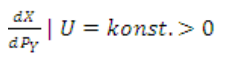 dX/dP_Y | U = konst. > 0